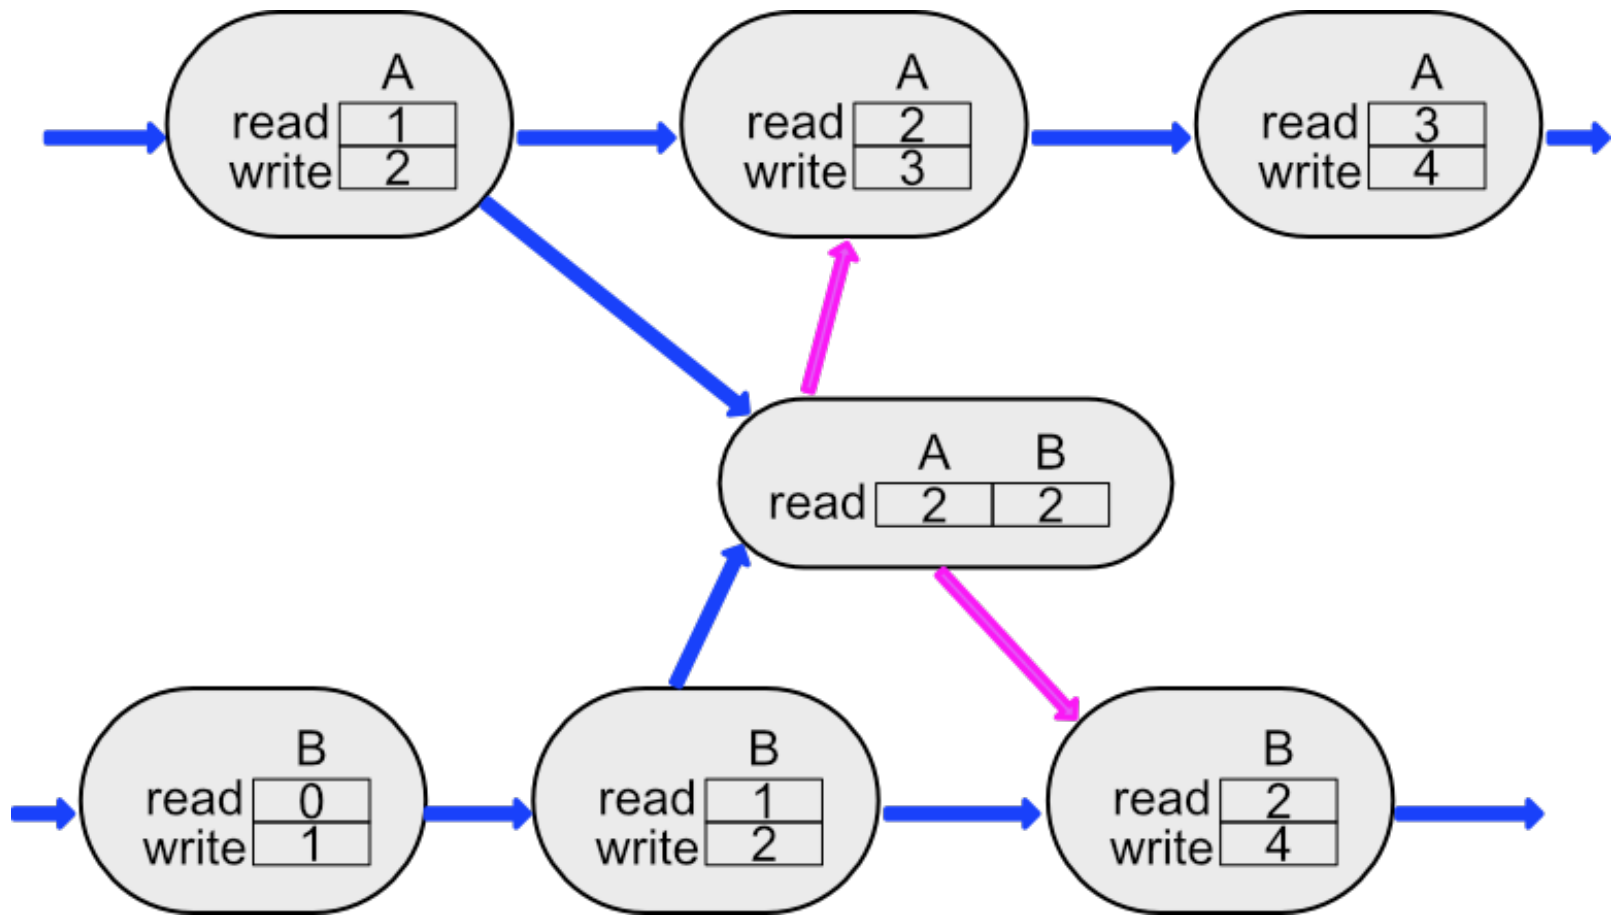 A A A
read 1 read 2 read 3
write 2 write 3 write 4
A B
read 2 2
B B B
read 0 read 1 read 2
write 1 write 2 write 4